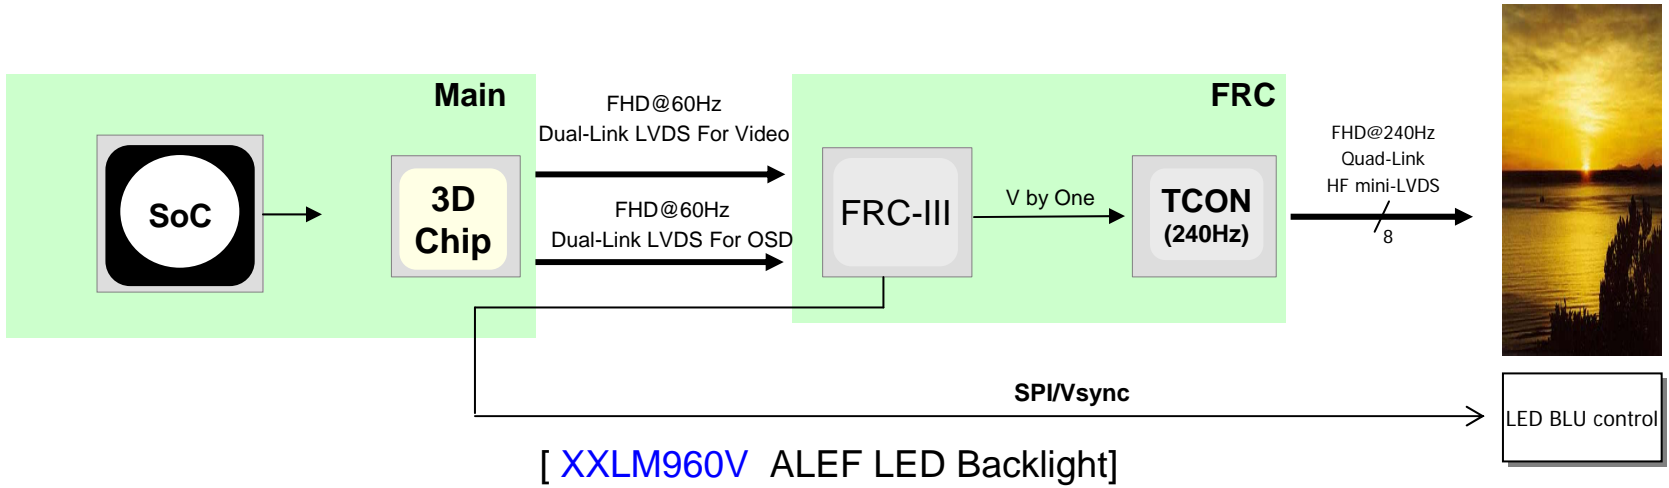 Main
SoC
3D
Chip
FHD@60Hz
Dual-Link LVDS For Video
FHD@60Hz
Dual-Link LVDS For OSD
FRC
FRC-III
V by One
TCON
(240Hz)
FHD@240Hz
Quad-Link
HF mini-LVDS
8
SPI/Vsync
LED BLU control
[ XXLM960V ALEF LED Backlight]